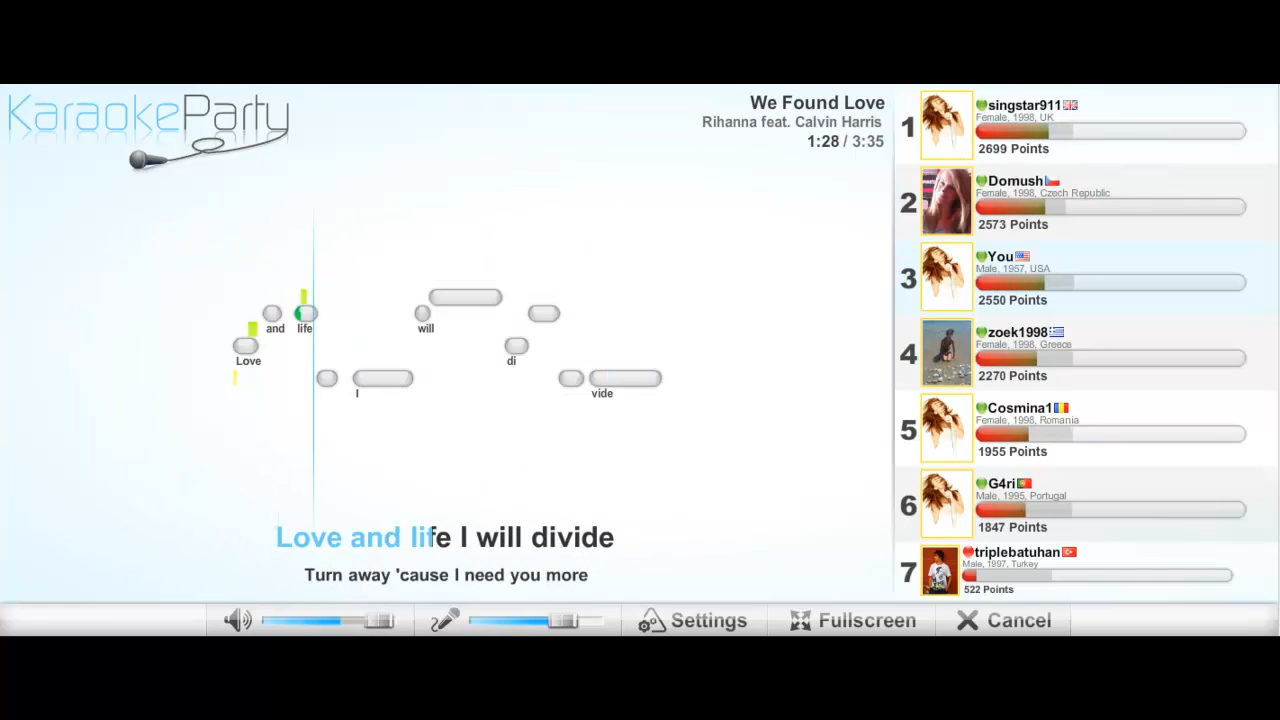 KaraokeParty
We Found Love
Rihanna feat. Calvin Harris
1:28 / 3:35
and
life
will
Love
di
I
vide
Love and life I will divide
Turn away 'cause I need you more
1
singstar911
Female, 1998, UK
2699 Points
2
Domush
Female, 1998, Czech Republic
2573 Points
3
You
Male, 1957, USA
2550 Points
4
zoek1998
Female, 1998, Greece
2270 Points
5
Cosmina1
Female, 1998, Romania
1955 Points
6
G4ri
Male, 1995, Portugal
1847 Points
7
triplebatuhan
Male, 1997, Turkey
522 Points
Settings
Fullscreen
Cancel